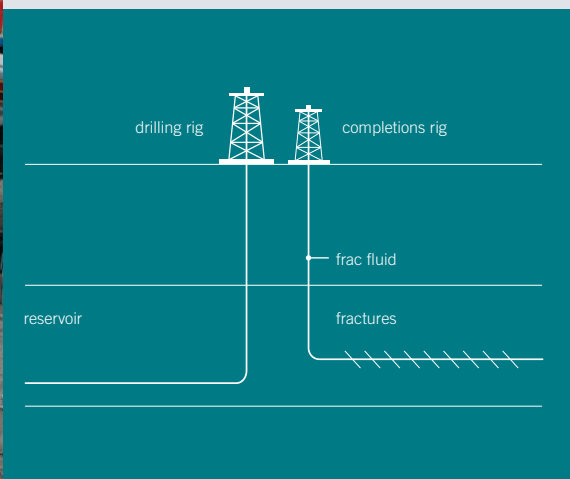 drilling rig
completions rig
frac fluid
reservoir
fractures